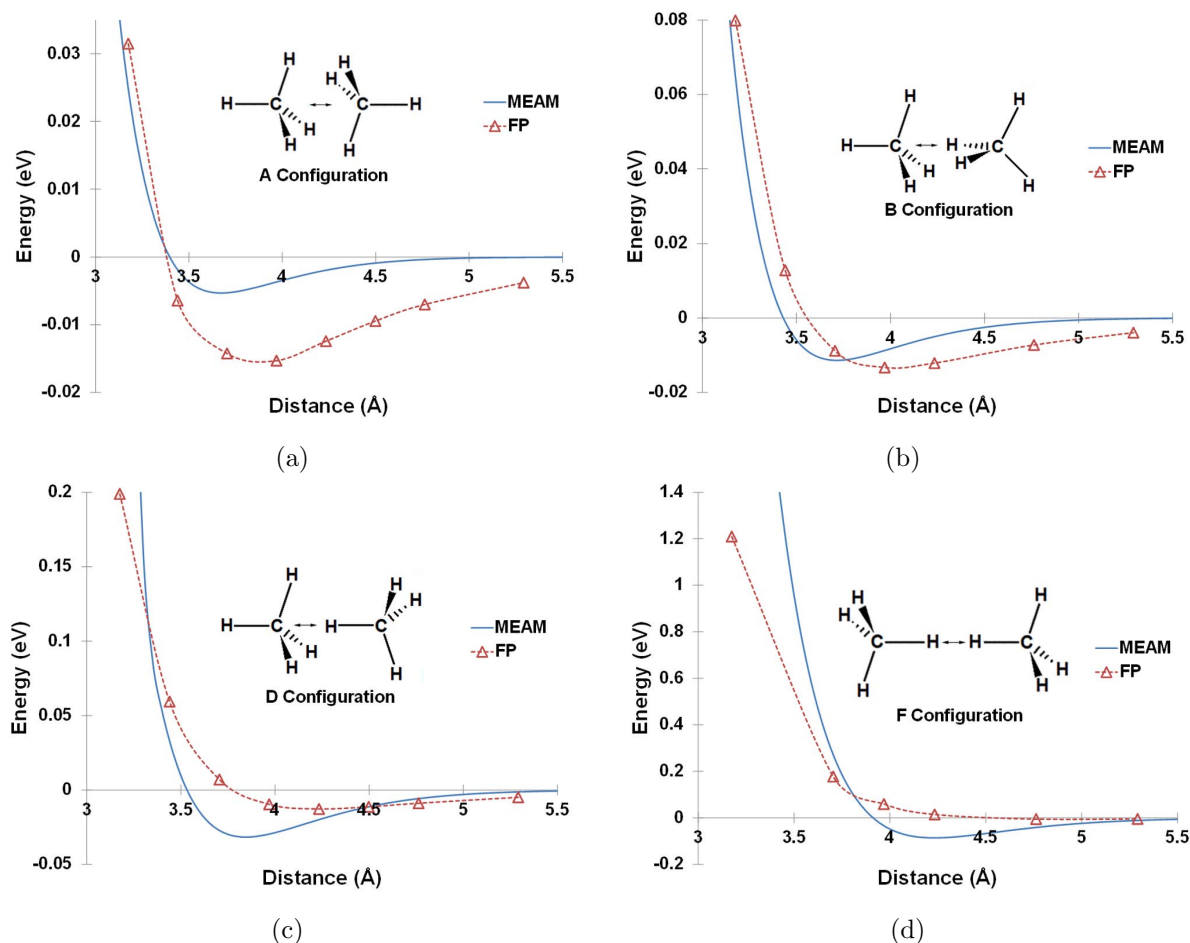 0.03
0.02
0.01
0
-0.01
-0.02
3 3.5 4 4.5 5 5.5
Energy (eV)
Distance (Å)
H H
H C H C H
H H
A Configuration
MEAM
FP
(a)
0.08
0.06
0.04
0.02
0
-0.02
3 3.5 4 4.5 5 5.5
Energy (eV)
Distance (Å)
H H
H C H C
H H H
H
B Configuration
MEAM
FP
(b)
0.2
0.15
0.1
0.05
0
-0.05
3 3.5 4 4.5 5 5.5
Energy (eV)
Distance (Å)
H H H
H C H C
H H H
D Configuration
MEAM
FP
(c)
1.4
1.2
1
0.8
0.6
0.4
0.2
0
-0.2
3 3.5 4 4.5 5 5.5
Energy (eV)
Distance (Å)
H H
H C H H C
H H H
F Configuration
MEAM
FP
(d)